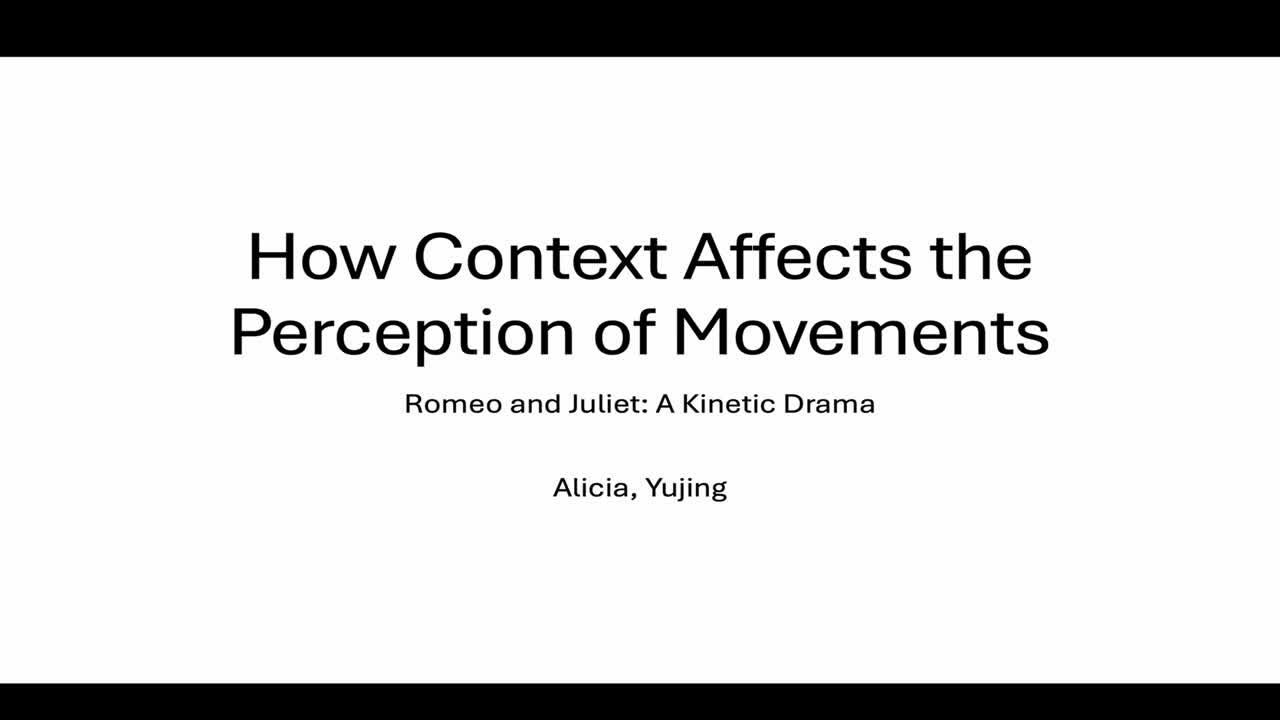 How Context Affects the
Perception of Movements
Romeo and Juliet: A Kinetic Drama
Alicia, Yujing